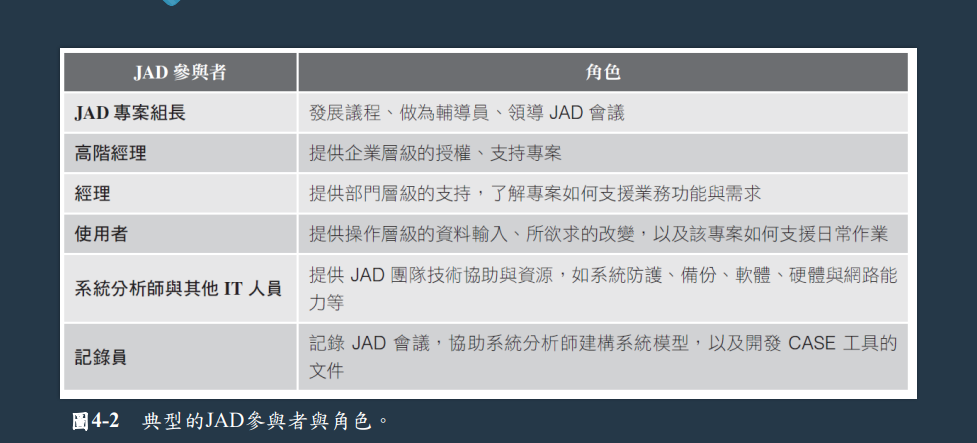 JAD 參與者
角色
JAD 專案組長
發展議程、做為輔導員、領導 JAD 會議
高階經理
提供企業層級的授權、支持專案
經理
提供部門層級的支持，了解專案如何支援業務功能與需求
使用者
提供操作層級的資料輸入、所欲求的改變，以及該專案如何支援日常作業
系統分析師與其他 IT 人員
提供 JAD 團隊技術協助與資源，如系統防護、備份、軟體、硬體與網路能
力等
記錄員
記錄 JAD 會議，協助系統分析師建構系統模型，以及開發 CASE 工具的
文件
圖4-2 典型的JAD參與者與角色。